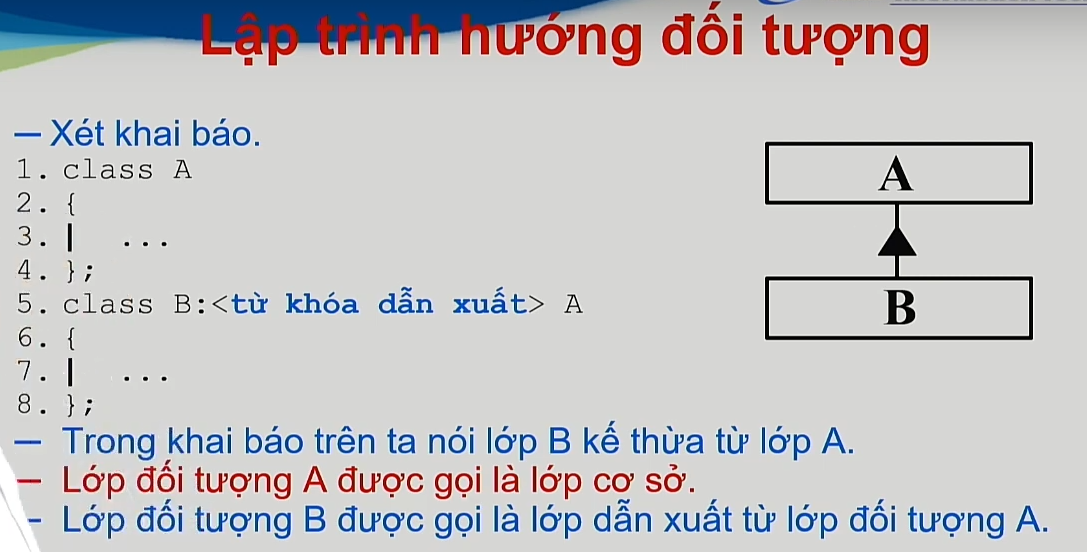 Lập trình hướng đối tượng
— Xét khai báo.
1. class A
2. {
3. | ...
4. };
5. class B:<từ khóa dẫn xuất> A
6. {
7. | ...
8. };
A
B
— Trong khai báo trên ta nói lớp B kế thừa từ lớp A.
— Lớp đối tượng A được gọi là lớp cơ sở.
- Lớp đối tượng B được gọi là lớp dẫn xuất từ lớp đối tượng A.